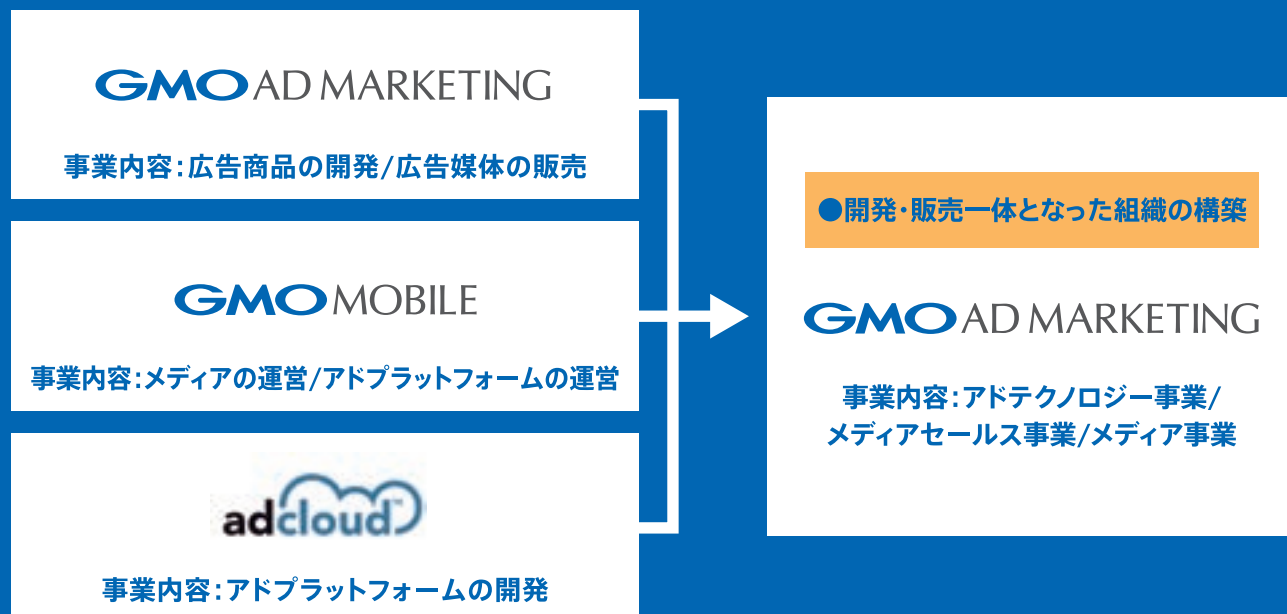 GMO AD MARKETING
事業内容：広告商品の開発/広告媒体の販売
GMO MOBILE
事業内容：メディアの運営/アドプラットフォームの運営
adcloud™
事業内容：アドプラットフォームの開発
●開発・販売一体となった組織の構築
GMO AD MARKETING
事業内容：アドテクノロジー事業/
メディアセールス事業/メディア事業